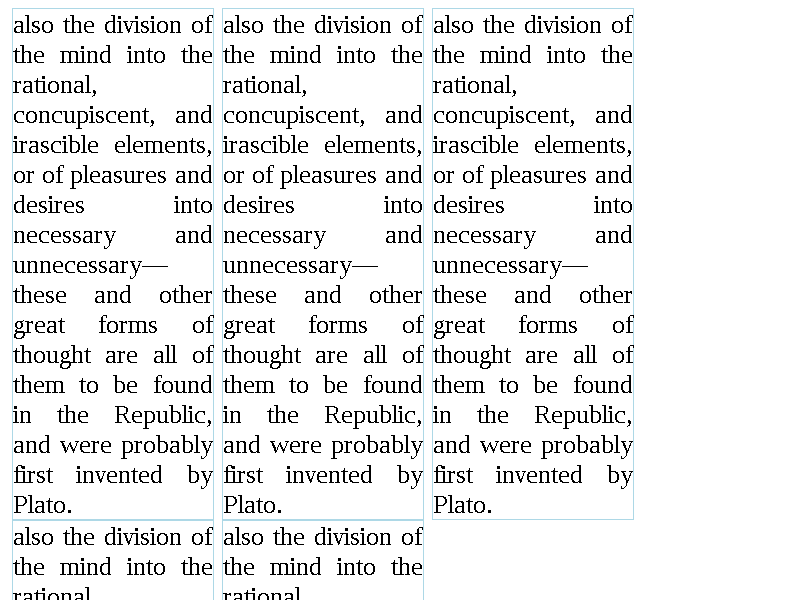 also the division of
the mind into the
rational,
concupiscent, and
irascible elements,
or of pleasures and
desires into
necessary and
unnecessary—
these and other
great forms of
thought are all of
them to be found
in the Republic,
and were probably
first invented by
Plato.
also the division of
the mind into the
rational,
concupiscent, and
irascible elements,
or of pleasures and
desires into
necessary and
unnecessary—
these and other
great forms of
thought are all of
them to be found
in the Republic,
and were probably
first invented by
Plato.
also the division of
the mind into the
rational,
concupiscent, and
irascible elements,
or of pleasures and
desires into
necessary and
unnecessary—
these and other
great forms of
thought are all of
them to be found
in the Republic,
and were probably
first invented by
Plato.
also the division of
the mind into the
rational,
also the division of
the mind into the
rational,